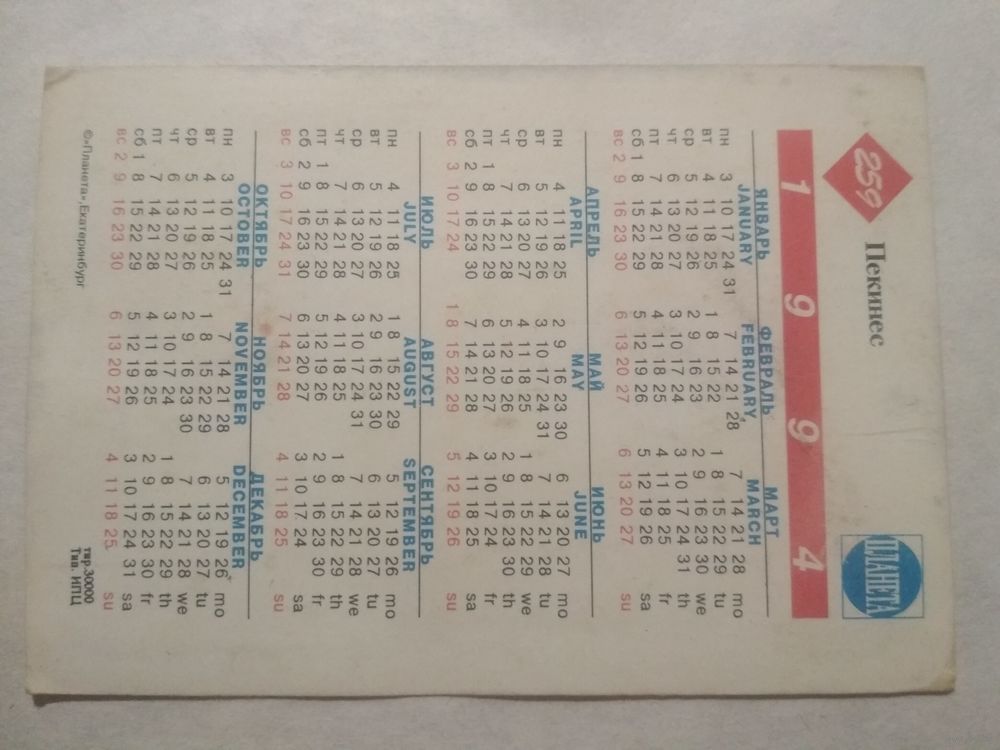 259 Пекинес ПЛАНЕТА
1 9 9 4
ЯНВАРЬ ФЕВРАЛЬ МАРТ
JANUARY FEBRUARY MARCH
пн 3 10 17 24 31 7 14 21 28 7 14 21 28 mo
вт 4 11 18 25 1 8 15 22 1 8 15 22 29 tu
ср 5 12 19 26 2 9 16 23 2 9 16 23 30 we
чт 6 13 20 27 3 10 17 24 3 10 17 24 31 th
пт 7 14 21 28 4 11 18 25 4 11 18 25 fr
сб 1 8 15 22 29 5 12 19 26 5 12 19 26 sa
вс 2 9 16 23 30 6 13 20 27 6 13 20 27 su
АПРЕЛЬ МАЙ ИЮНЬ
APRIL MAY JUNE
пн 4 11 18 25 2 9 16 23 30 6 13 20 27 mo
вт 5 12 19 26 3 10 17 24 31 7 14 21 28 tu
ср 6 13 20 27 4 11 18 25 1 8 15 22 29 we
чт 7 14 21 28 5 12 19 26 2 9 16 23 30 th
пт 1 8 15 22 29 6 13 20 27 3 10 17 24 fr
сб 2 9 16 23 30 7 14 21 28 4 11 18 25 sa
вс 3 10 17 24 1 8 15 22 29 5 12 19 26 su
ИЮЛЬ АВГУСТ СЕНТЯБРЬ
JULY AUGUST SEPTEMBER
пн 4 11 18 25 1 8 15 22 29 5 12 19 26 mo
вт 5 12 19 26 2 9 16 23 30 6 13 20 27 tu
ср 6 13 20 27 3 10 17 24 31 7 14 21 28 we
чт 7 14 21 28 4 11 18 25 1 8 15 22 29 th
пт 1 8 15 22 29 5 12 19 26 2 9 16 23 30 fr
сб 2 9 16 23 30 6 13 20 27 3 10 17 24 sa
вс 3 10 17 24 31 7 14 21 28 4 11 18 25 su
ОКТЯБРЬ НОЯБРЬ ДЕКАБРЬ
OCTOBER NOVEMBER DECEMBER
пн 3 10 17 24 31 7 14 21 28 5 12 19 26 mo
вт 4 11 18 25 1 8 15 22 29 6 13 20 27 tu
ср 5 12 19 26 2 9 16 23 30 7 14 21 28 we
чт 6 13 20 27 3 10 17 24 1 8 15 22 29 th
пт 7 14 21 28 4 11 18 25 2 9 16 23 30 fr
сб 1 8 15 22 29 5 12 19 26 3 10 17 24 31 sa
вс 2 9 16 23 30 6 13 20 27 4 11 18 25 su
©«Планета», Екатеринбург
тир.30000
Тип. ИПЦ